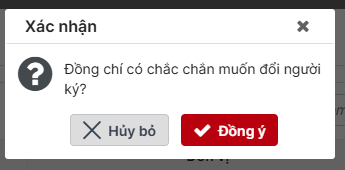 Xác nhận
Đồng chí có chắc chắn muốn đổi người
ký?
Hủy bỏ
Đồng ý